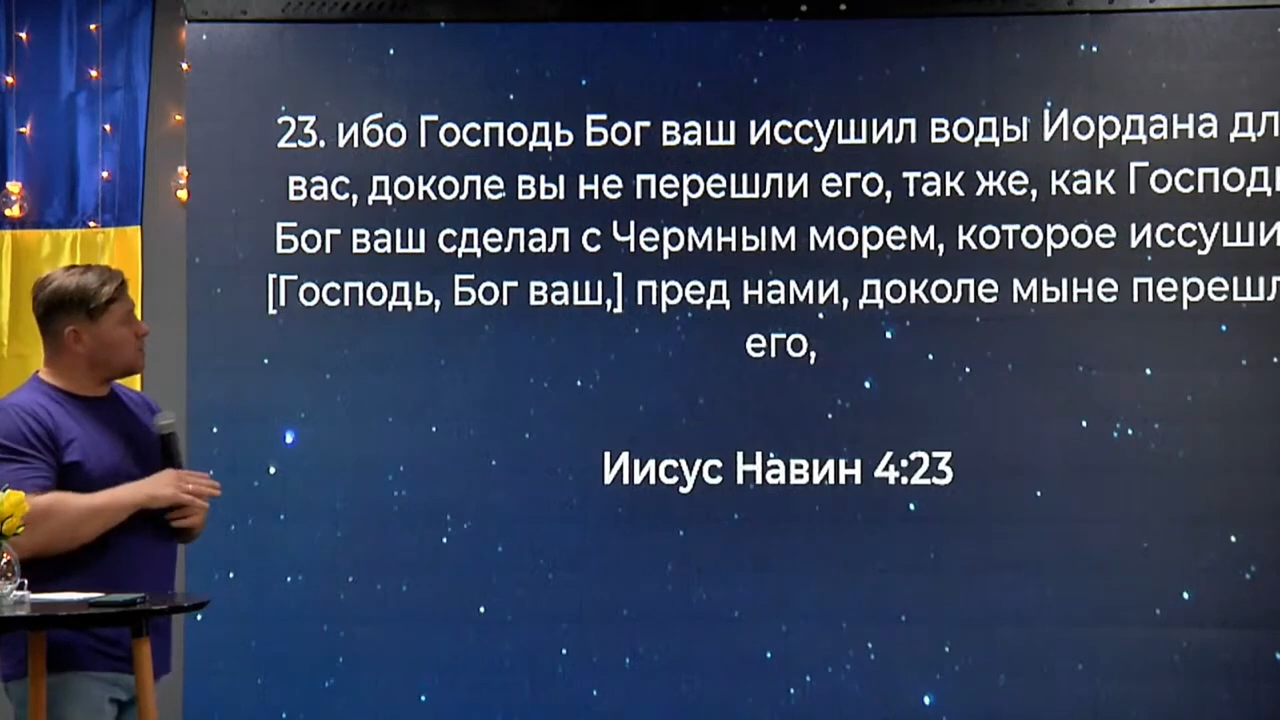 23. ибо Господь Бог ваш иссушил воды Иордана дл
вас, доколе вы не перешли его, так же, как Господ
Бог ваш сделал с Чермным морем, которое иссуши
[Господь, Бог ваш,] пред нами, доколе мыне переш
его,
Иисус Навин 4:23